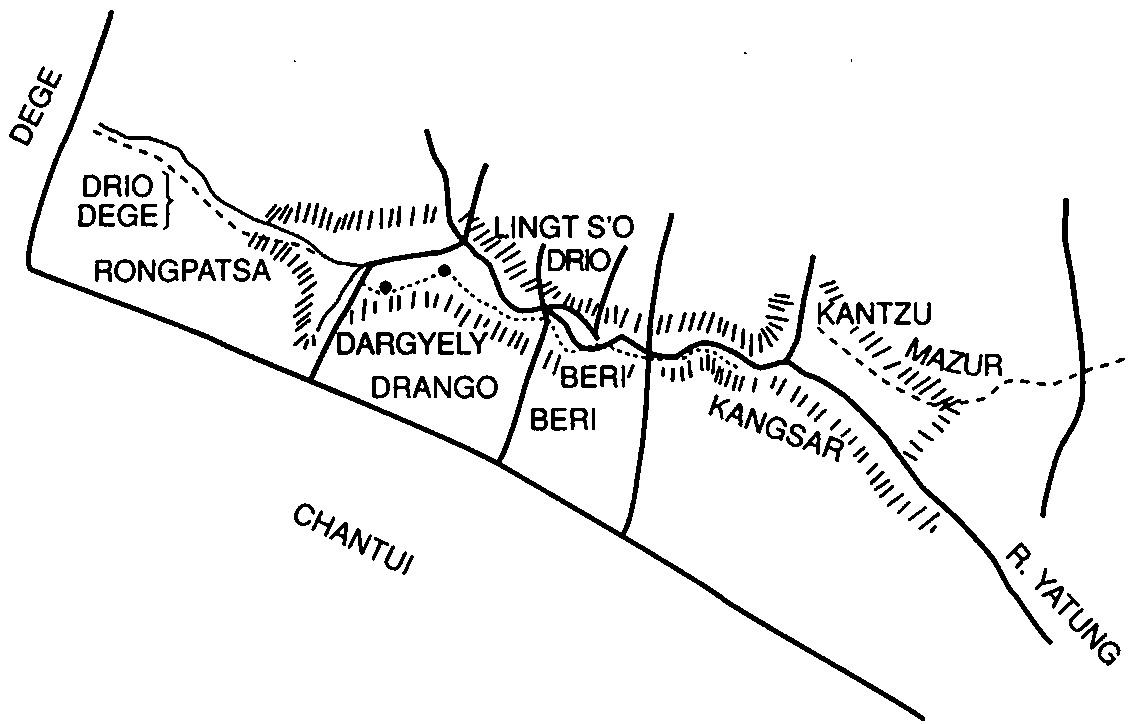 DEGE
DRIO
DEGE
RONGPATSA
LINGT S'O
DRIO
DARGYELY
DRANGO
BERI
BERI
KANTZU
MAZUR
KANGSAR
CHANTUI
R. YATUNG